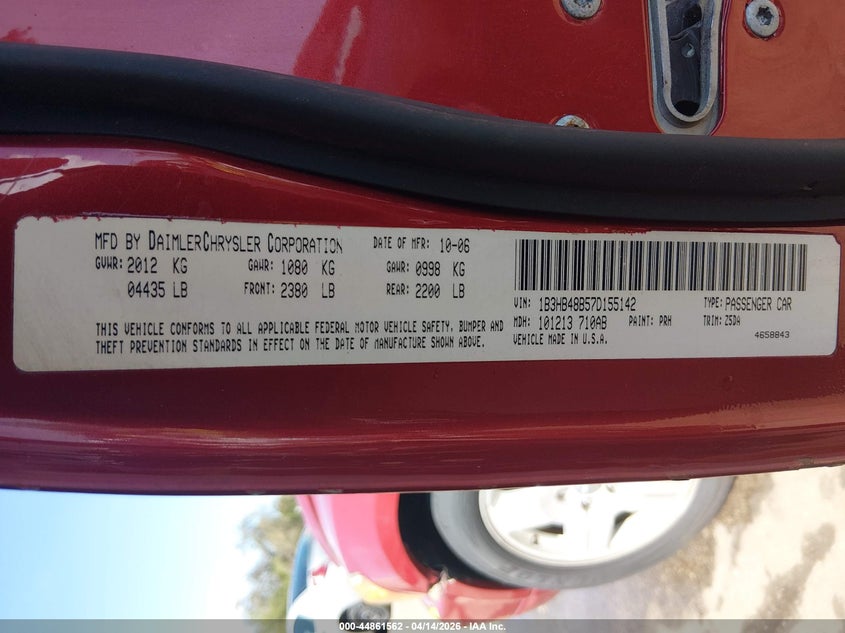 MFD BY DAIMLERCHRYSLER CORPORATION DATE OF MFR: 10-06
GVWR: 2012 KG GAWR: 1080 KG GAWR: 0998 KG
04435 LB FRONT: 2380 LB REAR: 2200 LB
THIS VEHICLE CONFORMS TO ALL APPLICABLE FEDERAL MOTOR VEHICLE SAFETY, BUMPER AND
THEFT PREVENTION STANDARDS IN EFFECT ON THE DATE OF MANUFACTURE SHOWN ABOVE.
VIN: 1B3HB48B57D155142 TYPE: PASSENGER CAR
MDH: 101213 710AB PAINT: PRH TRIM: Z5DA
VEHICLE MADE IN U.S.A. 4658843
000-44861562 - 04/14/2026 - IAA Inc.